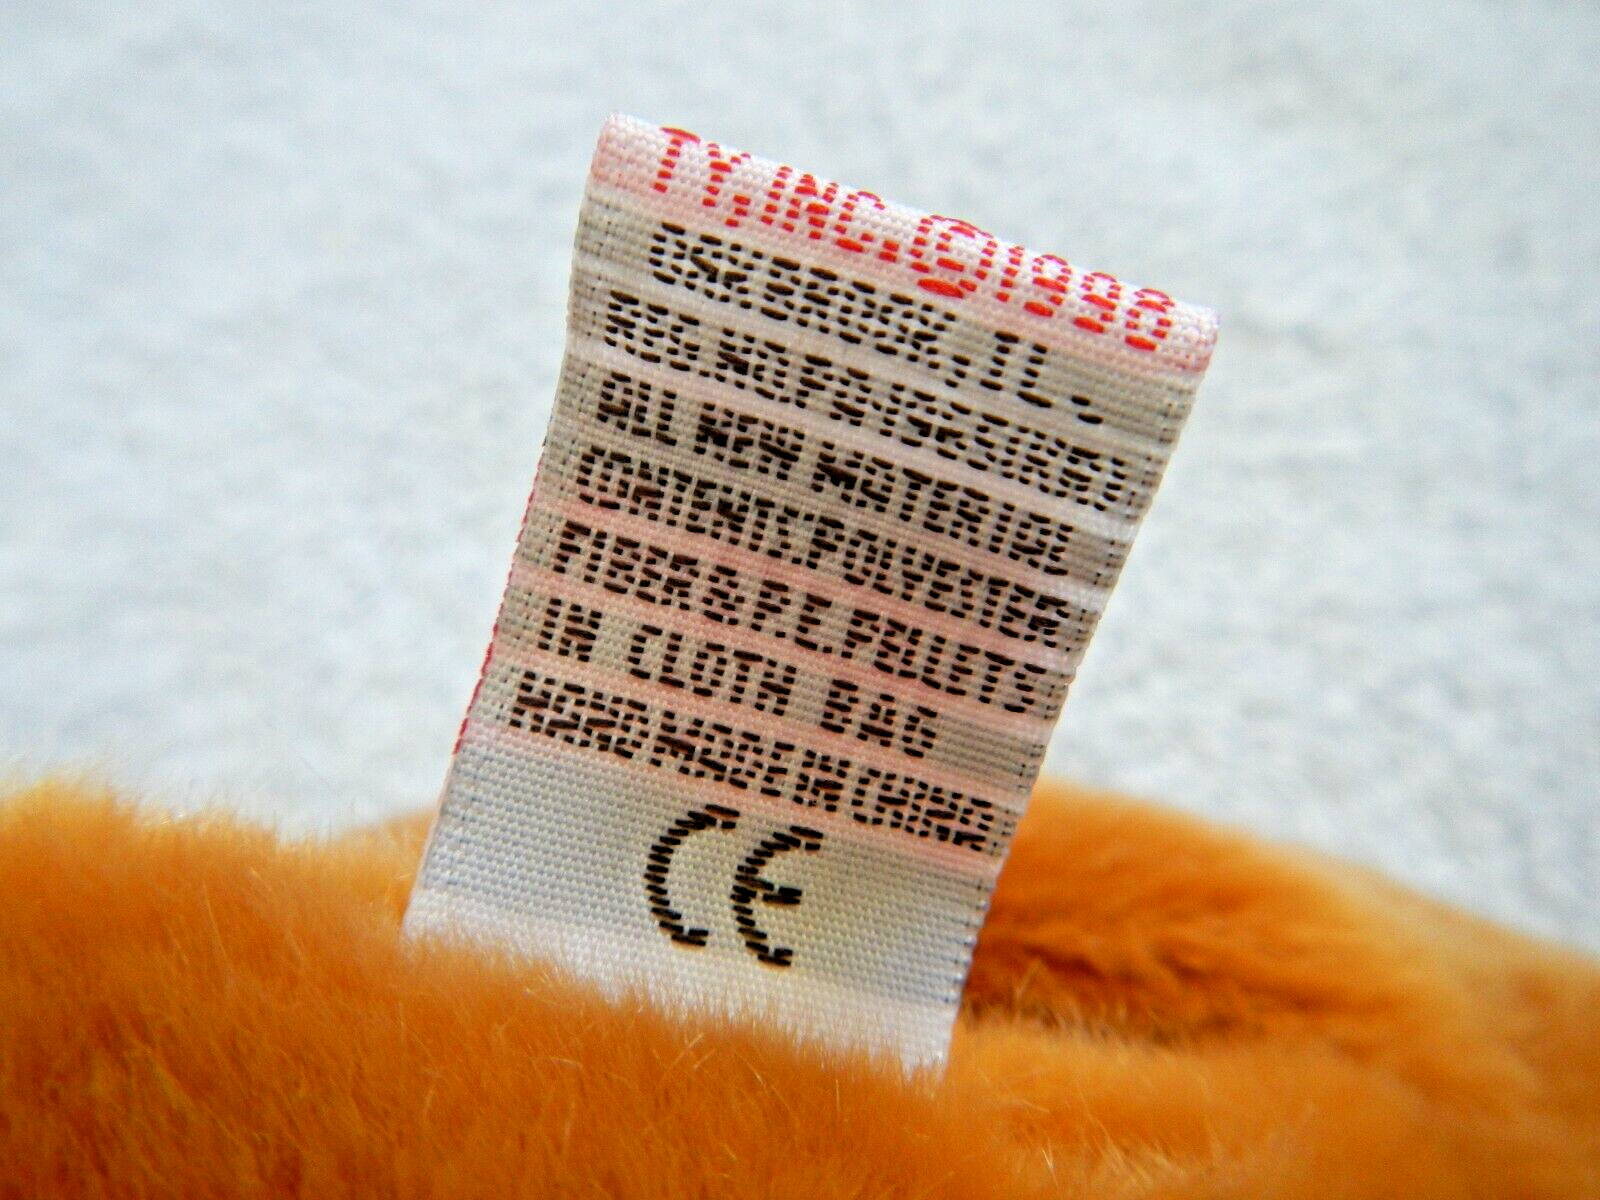 TY,INC.©1998
OAKBROOK,IL.
REG.NO.PA-1965(KR)
ALL NEW MATERIAL
CONTENTS:POLYESTER
FIBER & P.E. PELLETS
IN CLOTH BAG
HAND MADE IN CHINA
CE